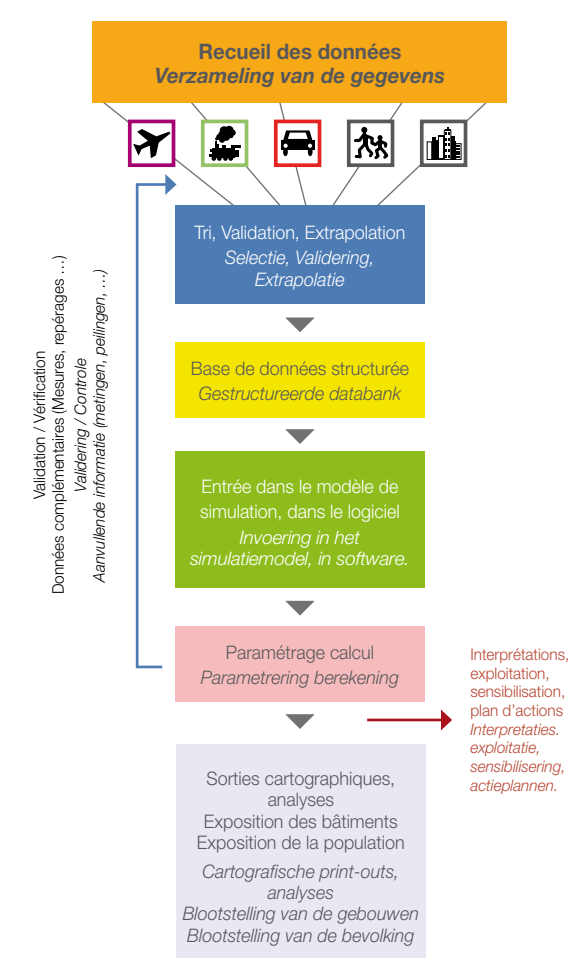 Recueil des données
Verzameling van de gegevens
Tri, Validation, Extrapolation
Selectie, Validering,
Extrapolatie
Base de données structurée
Gestructureerde databank
Entrée dans le modèle de
simulation, dans le logiciel
Invoering in het
simulatiemodel, in software.
Paramétrage calcul
Parametrering berekening
Validation / Vérification
Données complémentaires (Mesures, repérages …)
Validering / Controle
Aanvullende informatie (metingen, peilingen, …)
Interprétations,
exploitation,
sensibilisation,
plan d'actions
Interpretaties.
exploitatie,
sensibilisering,
actieplannen.
Sorties cartographiques,
analyses
Exposition des bâtiments
Exposition de la population
Cartografische print-outs,
analyses
Blootstelling van de gebouwen
Blootstelling van de bevolking